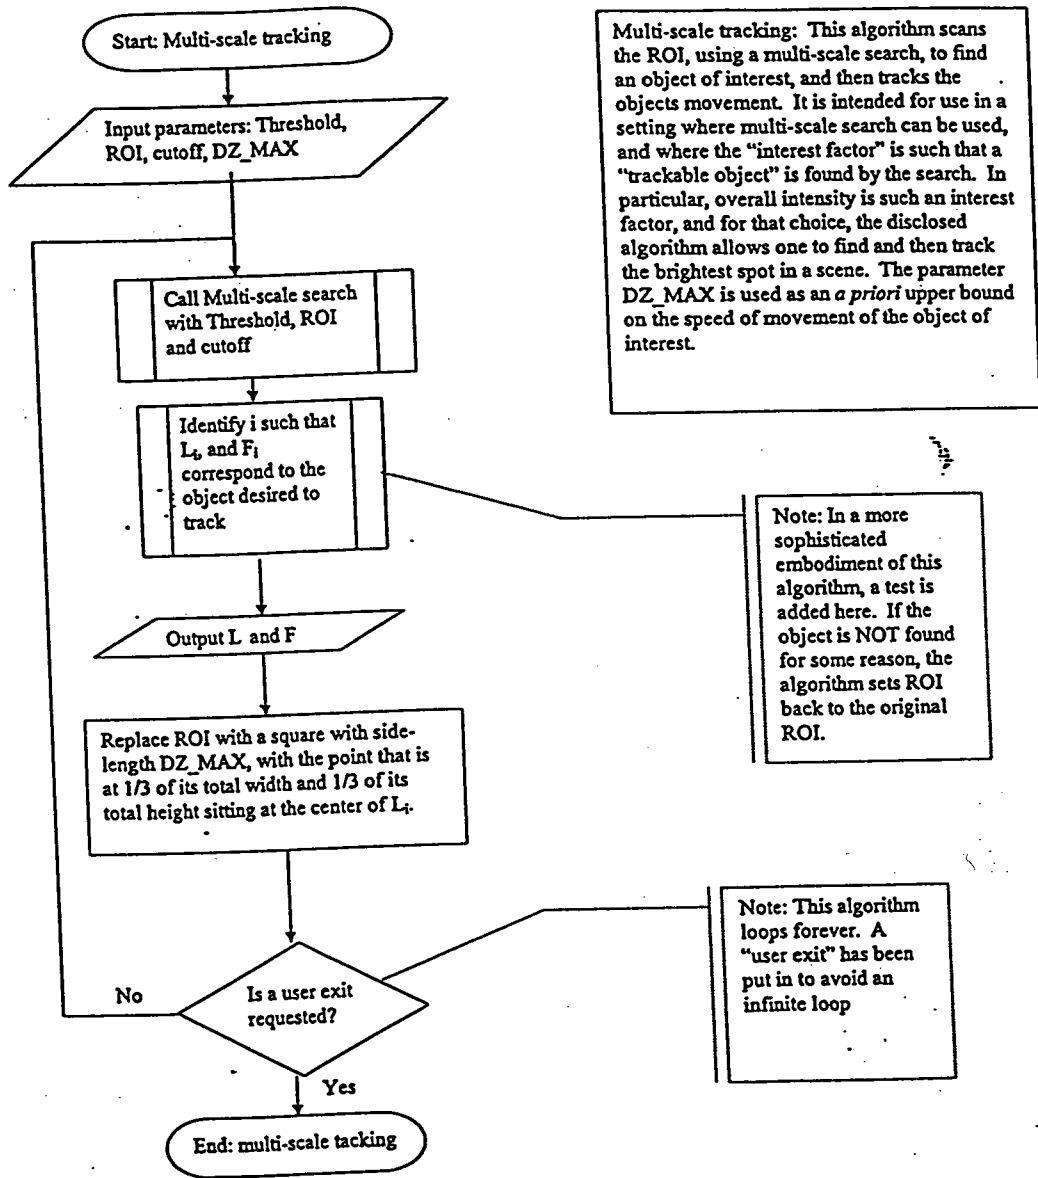 Start: Multi-scale tracking
Input parameters: Threshold,
ROI, cutoff, DZ_MAX
Call Multi-scale search
with Threshold, ROI
and cutoff
Identify i such that
Li, and Fi
correspond to the
object desired to
track
Output L and F
Replace ROI with a square with side-
length DZ_MAX, with the point that is
at 1/3 of its total width and 1/3 of its
total height sitting at the center of Li.
Is a user exit
requested?
No
Yes
End: multi-scale tacking
Multi-scale tracking: This algorithm scans
the ROI, using a multi-scale search, to find
an object of interest, and then tracks the
objects movement. It is intended for use in a
setting where multi-scale search can be used,
and where the "interest factor" is such that a
"trackable object" is found by the search. In
particular, overall intensity is such an interest
factor, and for that choice, the disclosed
algorithm allows one to find and then track
the brightest spot in a scene. The parameter
DZ_MAX is used as an a priori upper bound
on the speed of movement of the object of
interest.
Note: In a more
sophisticated
embodiment of this
algorithm, a test is
added here. If the
object is NOT found
for some reason, the
algorithm sets ROI
back to the original
ROI.
Note: This algorithm
loops forever. A
"user exit" has been
put in to avoid an
infinite loop